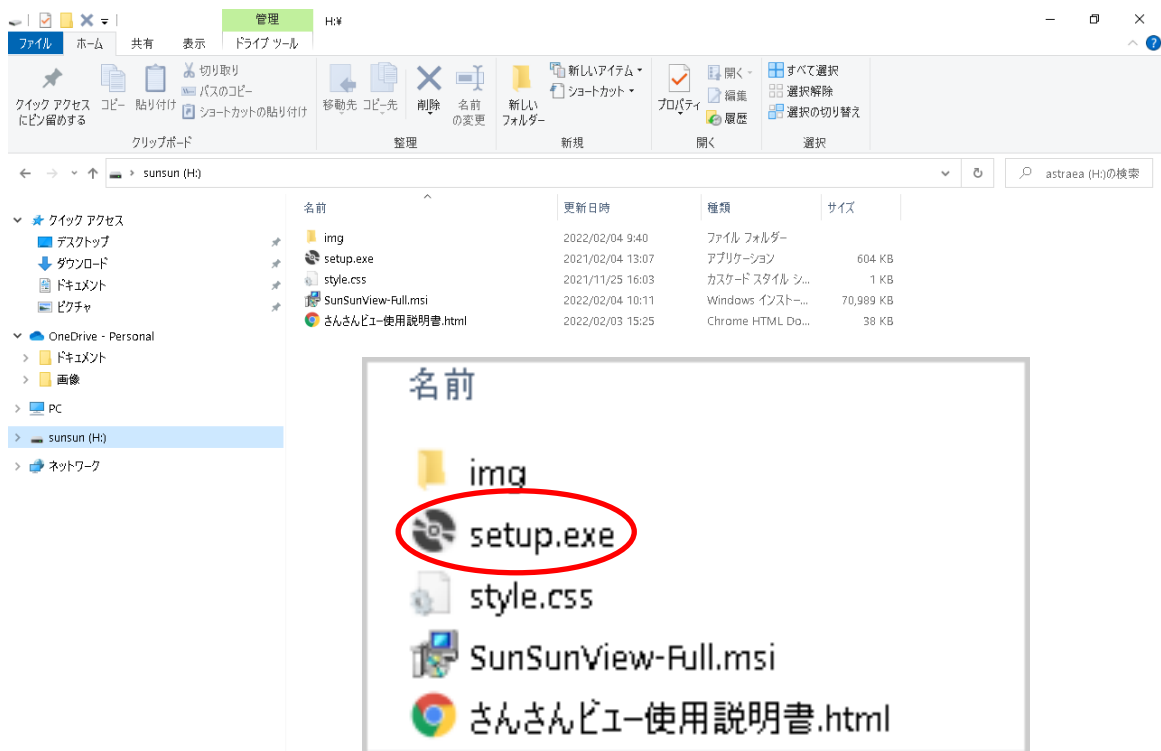 管理
H:¥
ファイル ホーム 共有 表示 ドライブ ツール
クイック アクセス
にピン留めする
コピー
貼り付け
切り取り
パスのコピー
ショートカットの貼り付け
クリップボード
移動先
コピー先
削除
名前
の変更
整理
新しい
フォルダー
新しいアイテム
ショートカット
新規
プロパティ
開く
編集
履歴
開く
すべて選択
選択解除
選択の切り替え
選択
sunsun (H:)
astraea (H:)の検索
クイック アクセス
デスクトップ
ダウンロード
ドキュメント
ピクチャ
OneDrive - Personal
ドキュメント
画像
PC
sunsun (H:)
ネットワーク
名前 更新日時 種類 サイズ
img 2022/02/04 9:40 ファイル フォルダー
setup.exe 2021/02/04 13:07 アプリケーション 604 KB
style.css 2021/11/25 16:03 カスケード スタイル シ... 1 KB
SunSunView-Full.msi 2022/02/04 10:11 Windows インストー... 70,989 KB
さんさんビュー使用説明書.html 2022/02/03 15:25 Chrome HTML Do... 38 KB
名前
img
setup.exe
style.css
SunSunView-Full.msi
さんさんビュー使用説明書.html